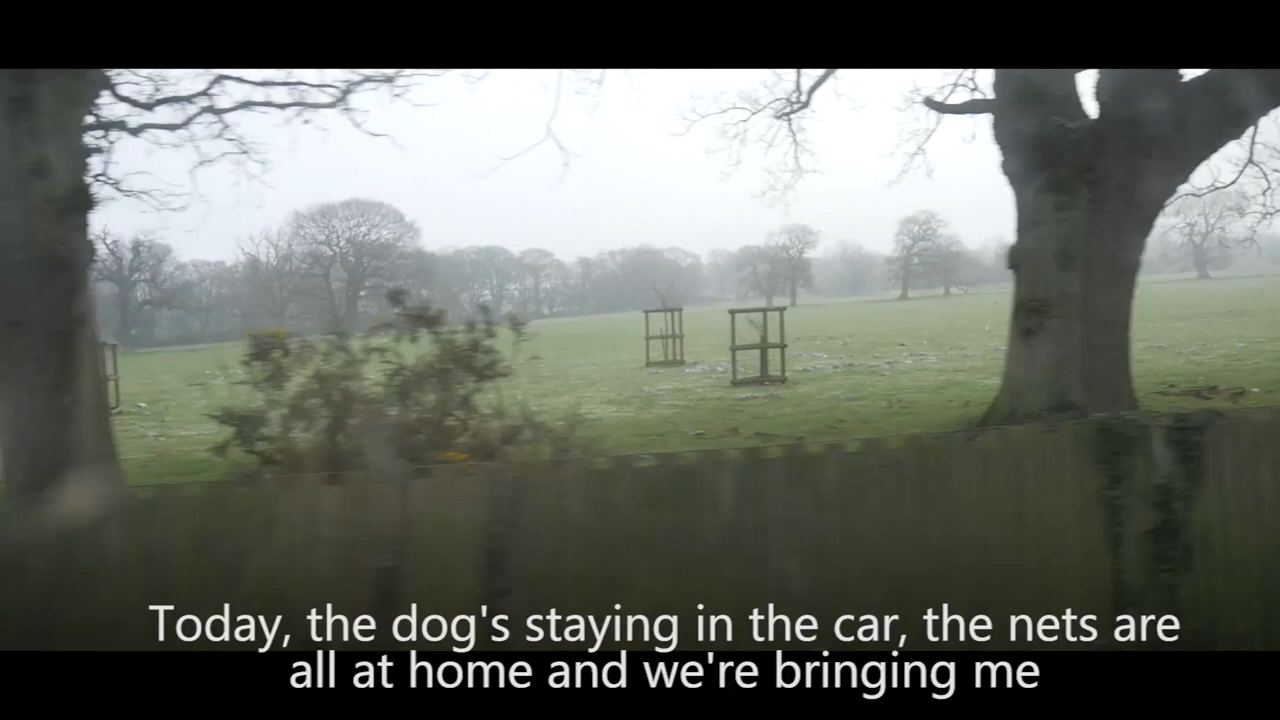 Today, the dog's staying in the car, the nets are
all at home and we're bringing me